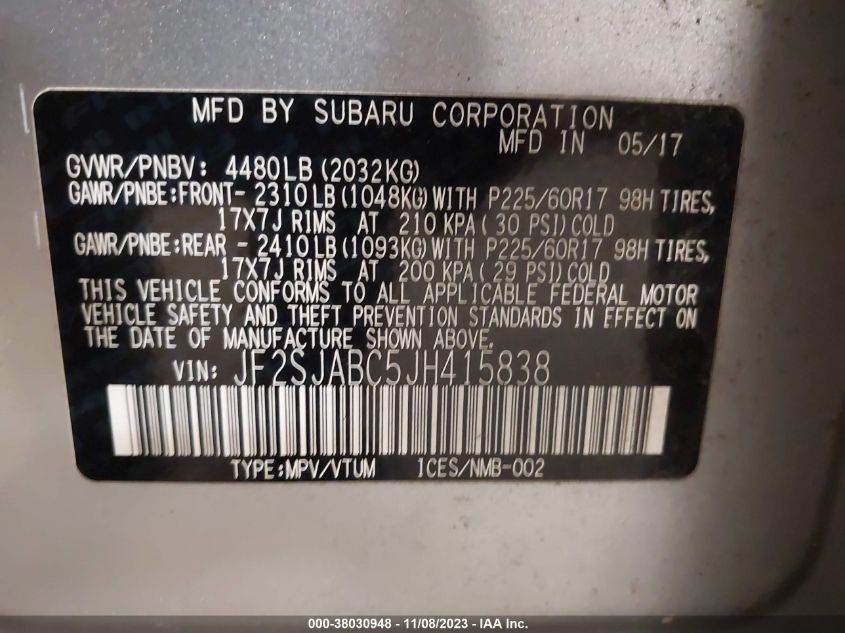 MFD BY SUBARU CORPORATION
MFD IN 05/17
GVWR/PNBV: 4480LB (2032KG)
GAWR/PNBE:FRONT- 2310LB (1048KG) WITH P225/60R17 98H TIRES,
17X7J RIMS AT 210 KPA (30 PSI) COLD
GAWR/PNBE:REAR - 2410LB (1093KG) WITH P225/60R17 98H TIRES,
17X7J RIMS AT 200 KPA (29 PSI) COLD
THIS VEHICLE CONFORMS TO ALL APPLICABLE FEDERAL MOTOR
VEHICLE SAFETY AND THEFT PREVENTION STANDARDS IN EFFECT ON
THE DATE OF MANUFACTURE SHOWN ABOVE.
VIN: JF2SJABC5JH415838
TYPE:MPV/VTUM ICES/NMB-002
000-38030948 - 11/08/2023 - IAA Inc.